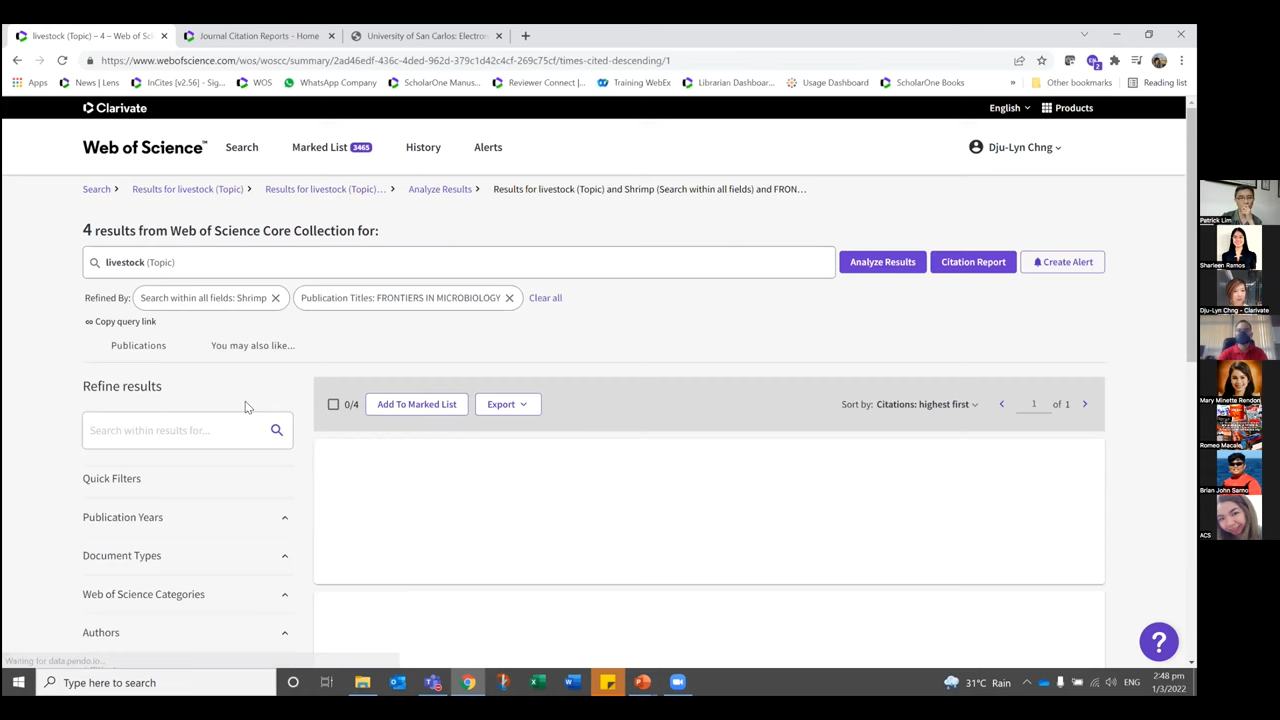 livestock (Topic) – 4 – Web of Sci
Journal Citation Reports - Home
University of San Carlos: Electron
https://www.webofscience.com/wos/woscc/summary/2ad46edf-436c-4ded-962d-379c1d42c4cf-269c75cf/times-cited-descending/1
Apps
News | Lens
InCites [v2.56] - Sig...
WOS
WhatsApp Company
ScholarOne Manus...
Reviewer Connect |...
Training WebEx
Librarian Dashboar...
Usage Dashboard
ScholarOne Books
»
Other bookmarks
Reading list
Clarivate
English
Products
Web of Science™
Search
Marked List 3465
History
Alerts
Dju-Lyn Chng
Search > Results for livestock (Topic) > Results for livestock (Topic)... > Analyze Results > Results for livestock (Topic) and Shrimp (Search within all fields) and FRON...
4 results from Web of Science Core Collection for:
livestock (Topic)
Analyze Results
Citation Report
Create Alert
Refined By:
Search within all fields: Shrimp
Publication Titles: FRONTIERS IN MICROBIOLOGY
Clear all
Copy query link
Publications
You may also like...
Refine results
Search within results for...
Quick Filters
Publication Years
Document Types
Web of Science Categories
Authors
0/4
Add To Marked List
Export
Sort by: Citations: highest first
1 of 1
?
Waiting for data.pendo.io...
Type here to search
31°C Rain
ENG
2:48 pm
1/3/2022
Patrick Lim
Sharleen Ramos
Dju-Lyn Chng - Clarivate
Mary Minette Rendon
Romeo Macale
Brian John Sarno
ACS